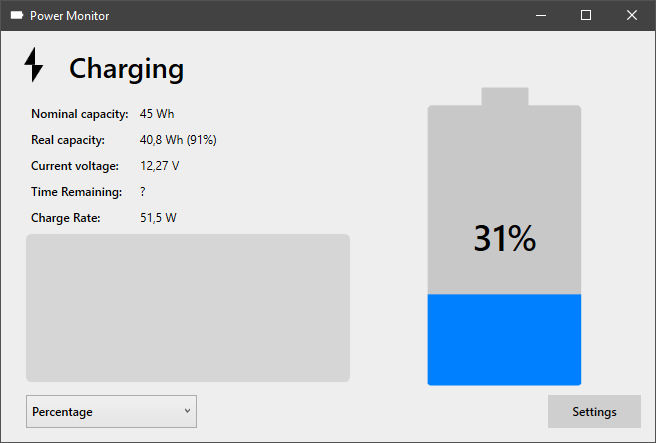 Power Monitor
Charging
Nominal capacity: 45 Wh
Real capacity: 40,8 Wh (91%)
Current voltage: 12,27 V
Time Remaining: ?
Charge Rate: 51,5 W
31%
Percentage
Settings